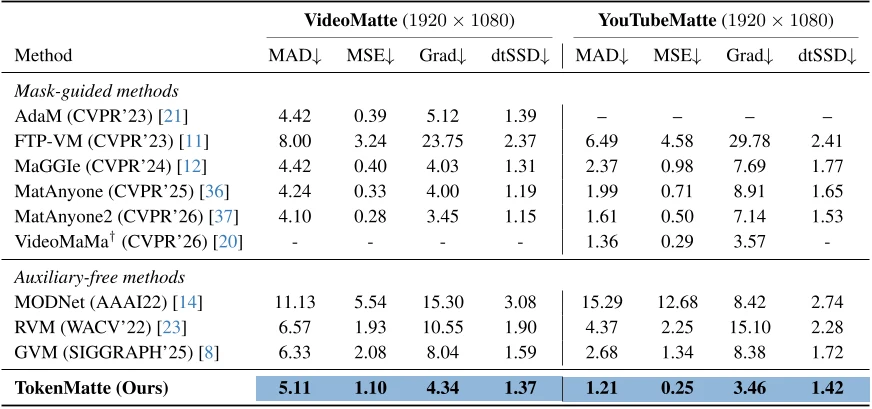 VideoMatte (1920 × 1080) YouTubeMatte (1920 × 1080)
Method MAD↓ MSE↓ Grad↓ dtSSD↓ MAD↓ MSE↓ Grad↓ dtSSD↓
Mask-guided methods
AdaM (CVPR'23) [21] 4.42 0.39 5.12 1.39 – – – –
FTP-VM (CVPR'23) [11] 8.00 3.24 23.75 2.37 6.49 4.58 29.78 2.41
MaGGIe (CVPR'24) [12] 4.42 0.40 4.03 1.31 2.37 0.98 7.69 1.77
MatAnyone (CVPR'25) [36] 4.24 0.33 4.00 1.19 1.99 0.71 8.91 1.65
MatAnyone2 (CVPR'26) [37] 4.10 0.28 3.45 1.15 1.61 0.50 7.14 1.53
VideoMaMa† (CVPR'26) [20] - - - - 1.36 0.29 3.57 -
Auxiliary-free methods
MODNet (AAAI22) [14] 11.13 5.54 15.30 3.08 15.29 12.68 8.42 2.74
RVM (WACV'22) [23] 6.57 1.93 10.55 1.90 4.37 2.25 15.10 2.28
GVM (SIGGRAPH'25) [8] 6.33 2.08 8.04 1.59 2.68 1.34 8.38 1.72
TokenMatte (Ours) 5.11 1.10 4.34 1.37 1.21 0.25 3.46 1.42